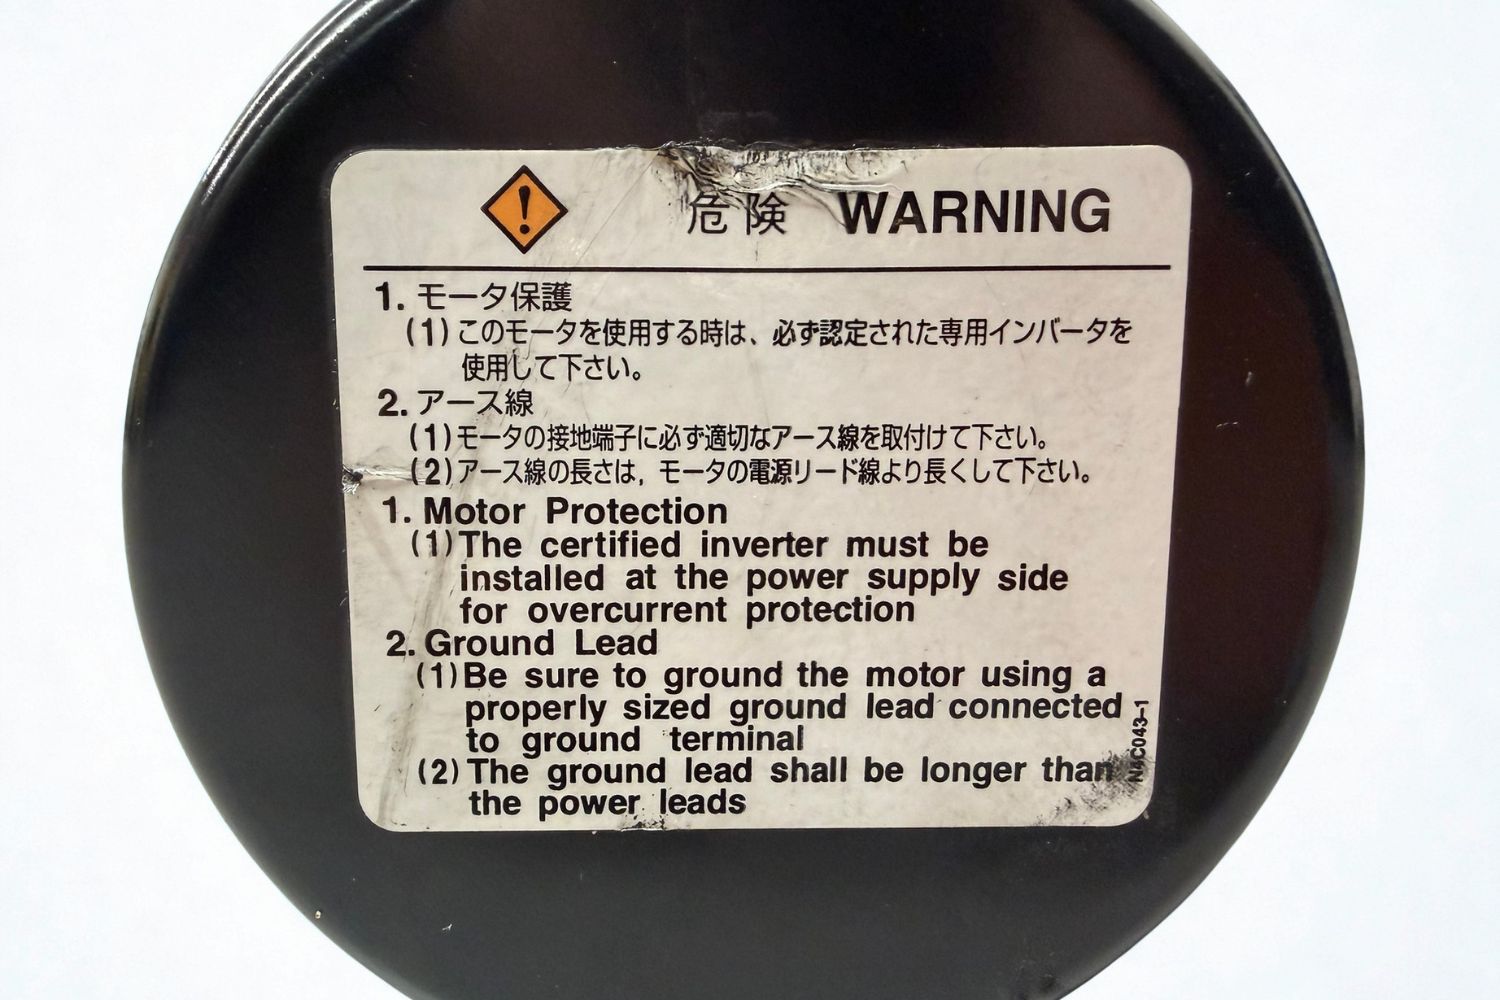 危険 WARNING
1. モータ保護
(1) このモータを使用する時は、必ず認定された専用インバータを
使用して下さい。
2. アース線
(1) モータの接地端子に必ず適切なアース線を取付けて下さい。
(2) アース線の長さは, モータの電源リード線より長くして下さい。
1. Motor Protection
(1) The certified inverter must be
installed at the power supply side
for overcurrent protection
2. Ground Lead
(1) Be sure to ground the motor using a
properly sized ground lead connected
to ground terminal
(2) The ground lead shall be longer than
the power leads
N4C043-1